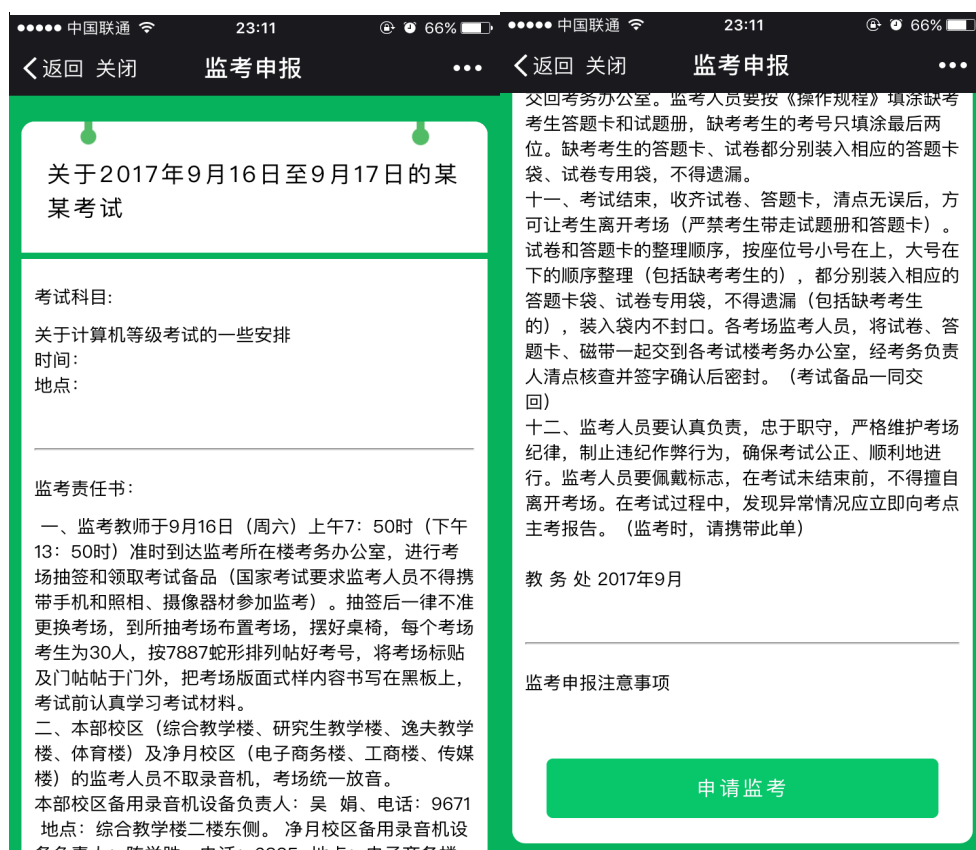 中国联通 23:11 66%
返回 关闭 监考申报
关于2017年9月16日至9月17日的某
某考试
考试科目:
关于计算机等级考试的一些安排
时间：
地点：
监考责任书：
一、监考教师于9月16日（周六）上午7：50时（下午
13：50时）准时到达监考所在楼考务办公室，进行考
场抽签和领取考试备品（国家考试要求监考人员不得携
带手机和照相、摄像器材参加监考）。抽签后一律不准
更换考场，到所抽考场布置考场，摆好桌椅，每个考场
考生为30人，按7887蛇形排列帖好考号，将考场标贴
及门帖帖于门外，把考场版面式样内容书写在黑板上，
考试前认真学习考试材料。
二、本部校区（综合教学楼、研究生教学楼、逸夫教学
楼、体育楼）及净月校区（电子商务楼、工商楼、传媒
楼）的监考人员不取录音机，考场统一放音。
本部校区备用录音机设备负责人：吴 娟、电话：9671
地点：综合教学楼二楼东侧。 净月校区备用录音机设
中国联通 23:11 66%
返回 关闭 监考申报
交回考务办公室。监考人员要按《操作规程》填涂缺考
考生答题卡和试题册，缺考考生的考号只填涂最后两
位。缺考考生的答题卡、试卷都分别装入相应的答题卡
袋、试卷专用袋，不得遗漏。
十一、考试结束，收齐试卷、答题卡，清点无误后，方
可让考生离开考场（严禁考生带走试题册和答题卡）。
试卷和答题卡的整理顺序，按座位号小号在上，大号在
下的顺序整理（包括缺考考生的），都分别装入相应的
答题卡袋、试卷专用袋，不得遗漏（包括缺考考生
的），装入袋内不封口。各考场监考人员，将试卷、答
题卡、磁带一起交到各考试楼考务办公室，经考务负责
人清点核查并签字确认后密封。（考试备品一同交
回）
十二、监考人员要认真负责，忠于职守，严格维护考场
纪律，制止违纪作弊行为，确保考试公正、顺利地进
行。监考人员要佩戴标志，在考试未结束前，不得擅自
离开考场。在考试过程中，发现异常情况应立即向考点
主考报告。（监考时，请携带此单）
教 务 处 2017年9月
监考申报注意事项
申请监考